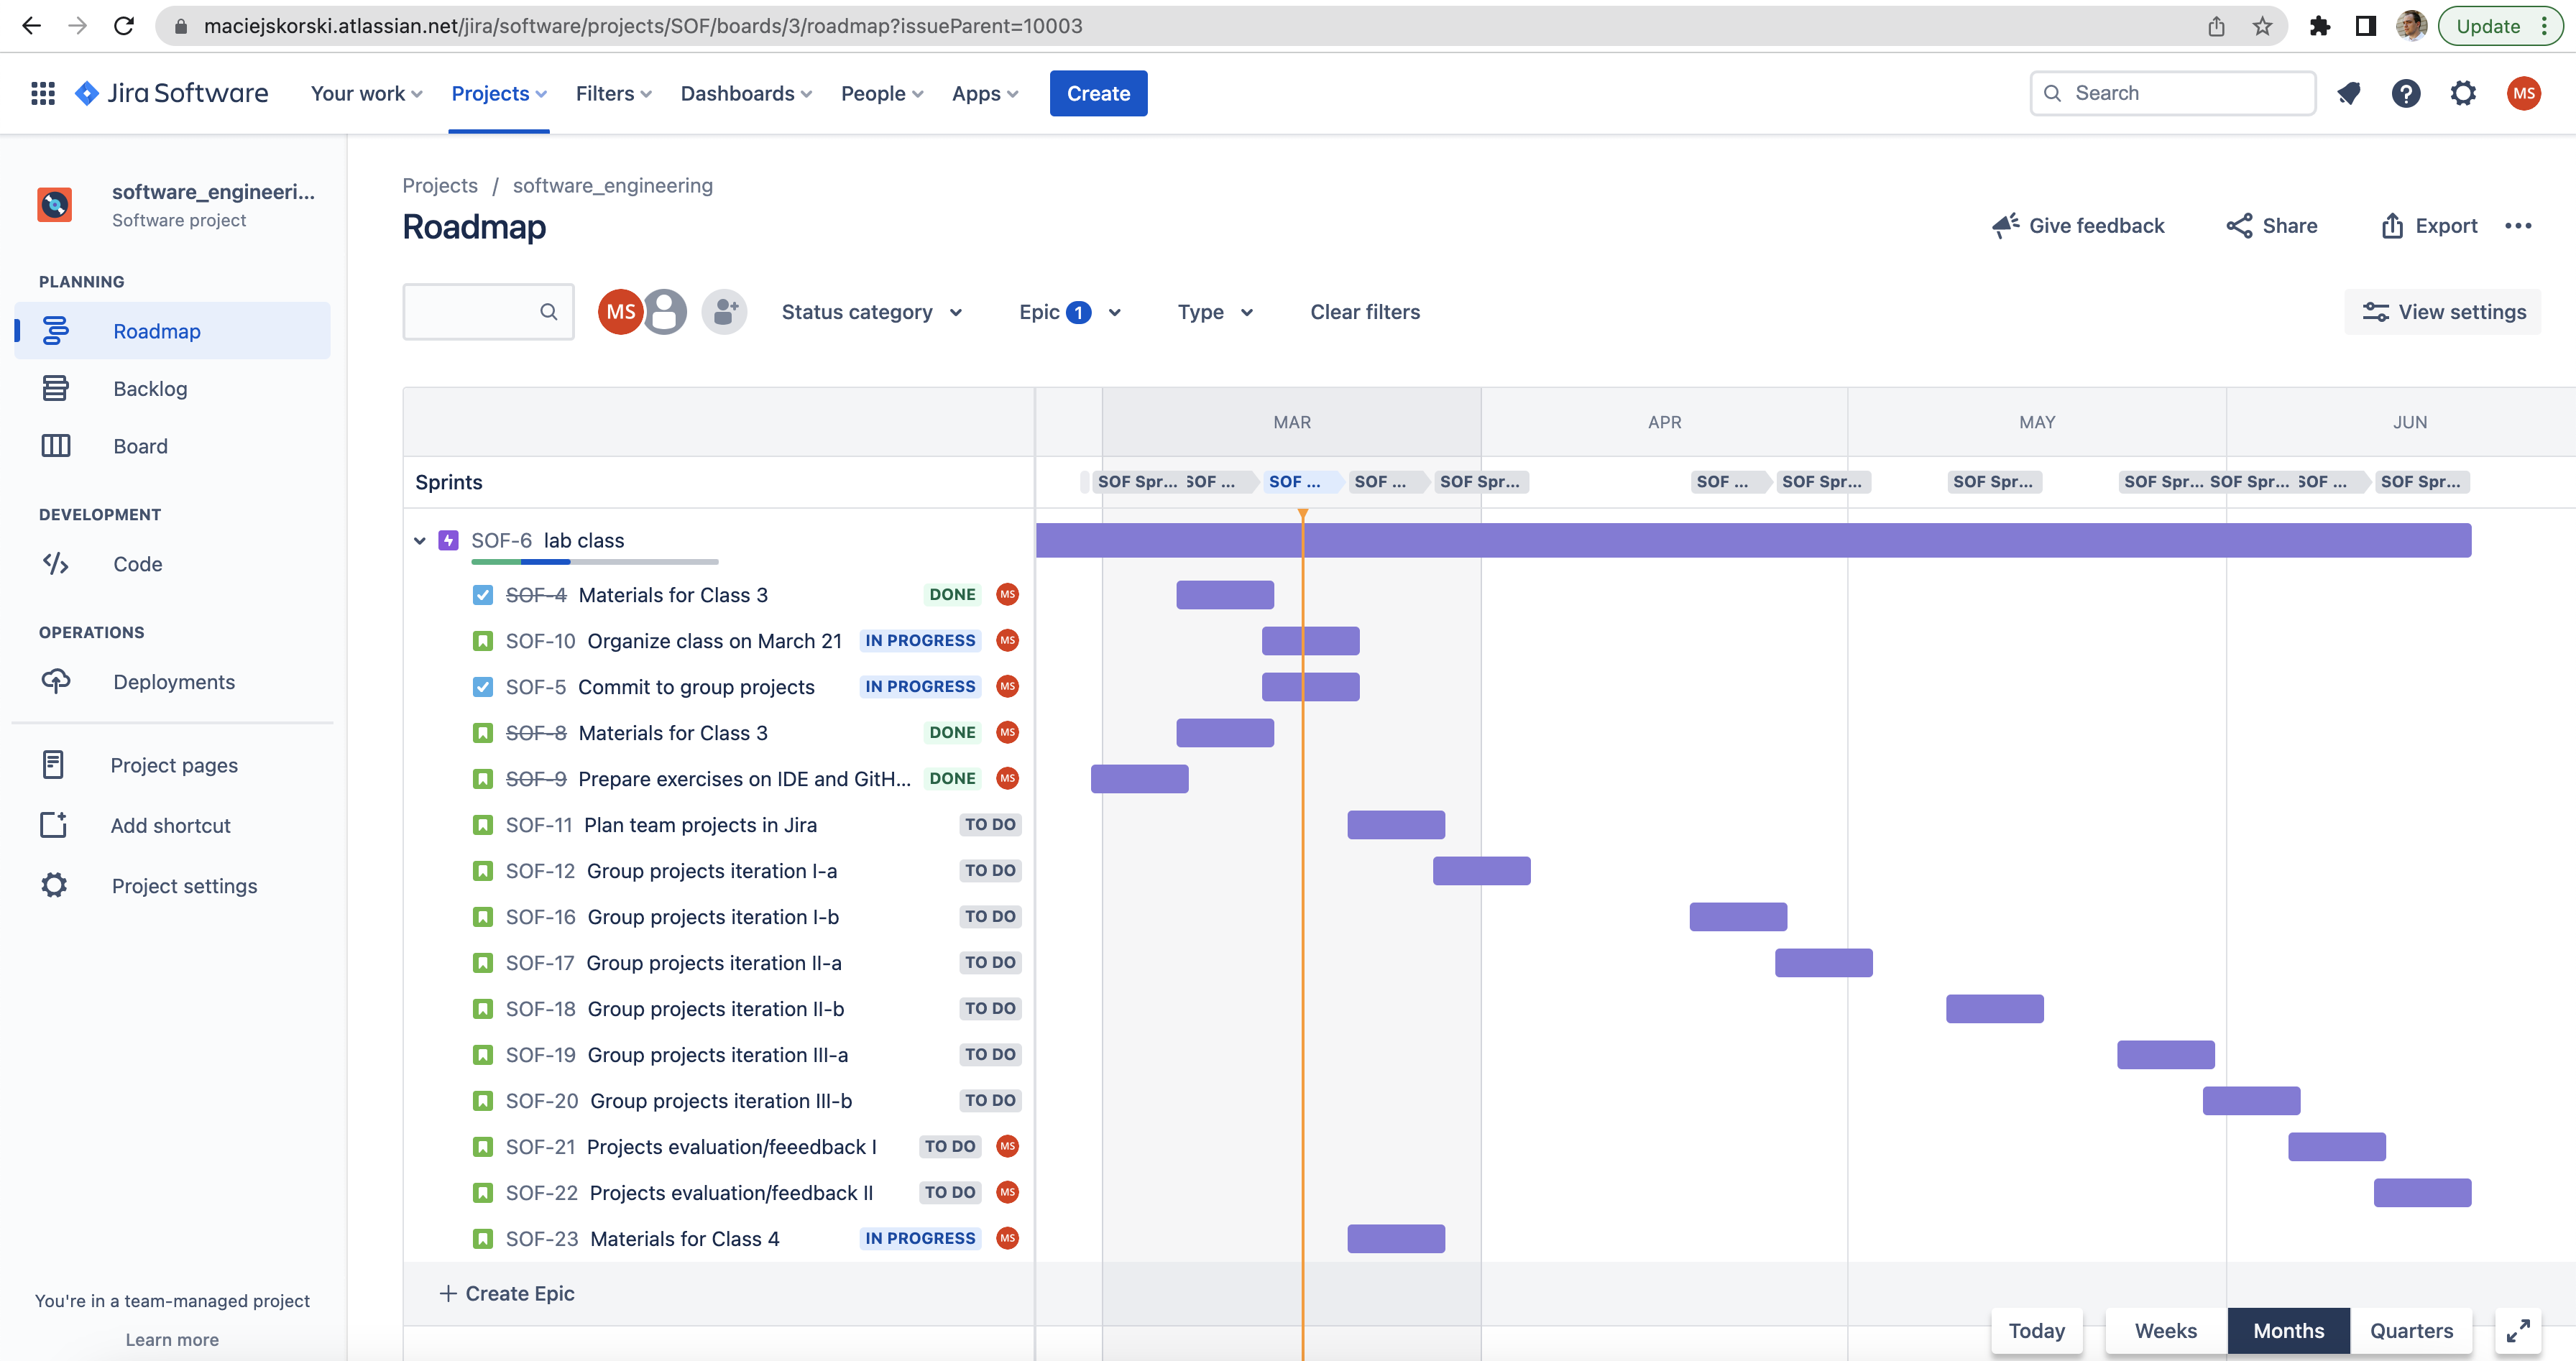 maciejskorski.atlassian.net/jira/software/projects/SOF/boards/3/roadmap?issueParent=10003
Update
Jira Software
Your work
Projects
Filters
Dashboards
People
Apps
Create
Search
MS
software_engineeri...
Software project
PLANNING
Roadmap
Backlog
Board
DEVELOPMENT
Code
OPERATIONS
Deployments
Project pages
Add shortcut
Project settings
You're in a team-managed project
Learn more
Projects / software_engineering
Roadmap
Give feedback
Share
Export
MS
Status category
Epic 1
Type
Clear filters
View settings
MAR
APR
MAY
JUN
Sprints
SOF Spr...
SOF ...
SOF ...
SOF ...
SOF Spr...
SOF ...
SOF Spr...
SOF Spr...
SOF Spr...
SOF Spr...
SOF ...
SOF Spr...
SOF-6 lab class
SOF-4 Materials for Class 3 DONE MS
SOF-10 Organize class on March 21 IN PROGRESS MS
SOF-5 Commit to group projects IN PROGRESS MS
SOF-8 Materials for Class 3 DONE MS
SOF-9 Prepare exercises on IDE and GitH... DONE MS
SOF-11 Plan team projects in Jira TO DO
SOF-12 Group projects iteration I-a TO DO
SOF-16 Group projects iteration I-b TO DO
SOF-17 Group projects iteration II-a TO DO
SOF-18 Group projects iteration II-b TO DO
SOF-19 Group projects iteration III-a TO DO
SOF-20 Group projects iteration III-b TO DO
SOF-21 Projects evaluation/feeedback I TO DO MS
SOF-22 Projects evaluation/feedback II TO DO MS
SOF-23 Materials for Class 4 IN PROGRESS MS
Create Epic
Today
Weeks
Months
Quarters